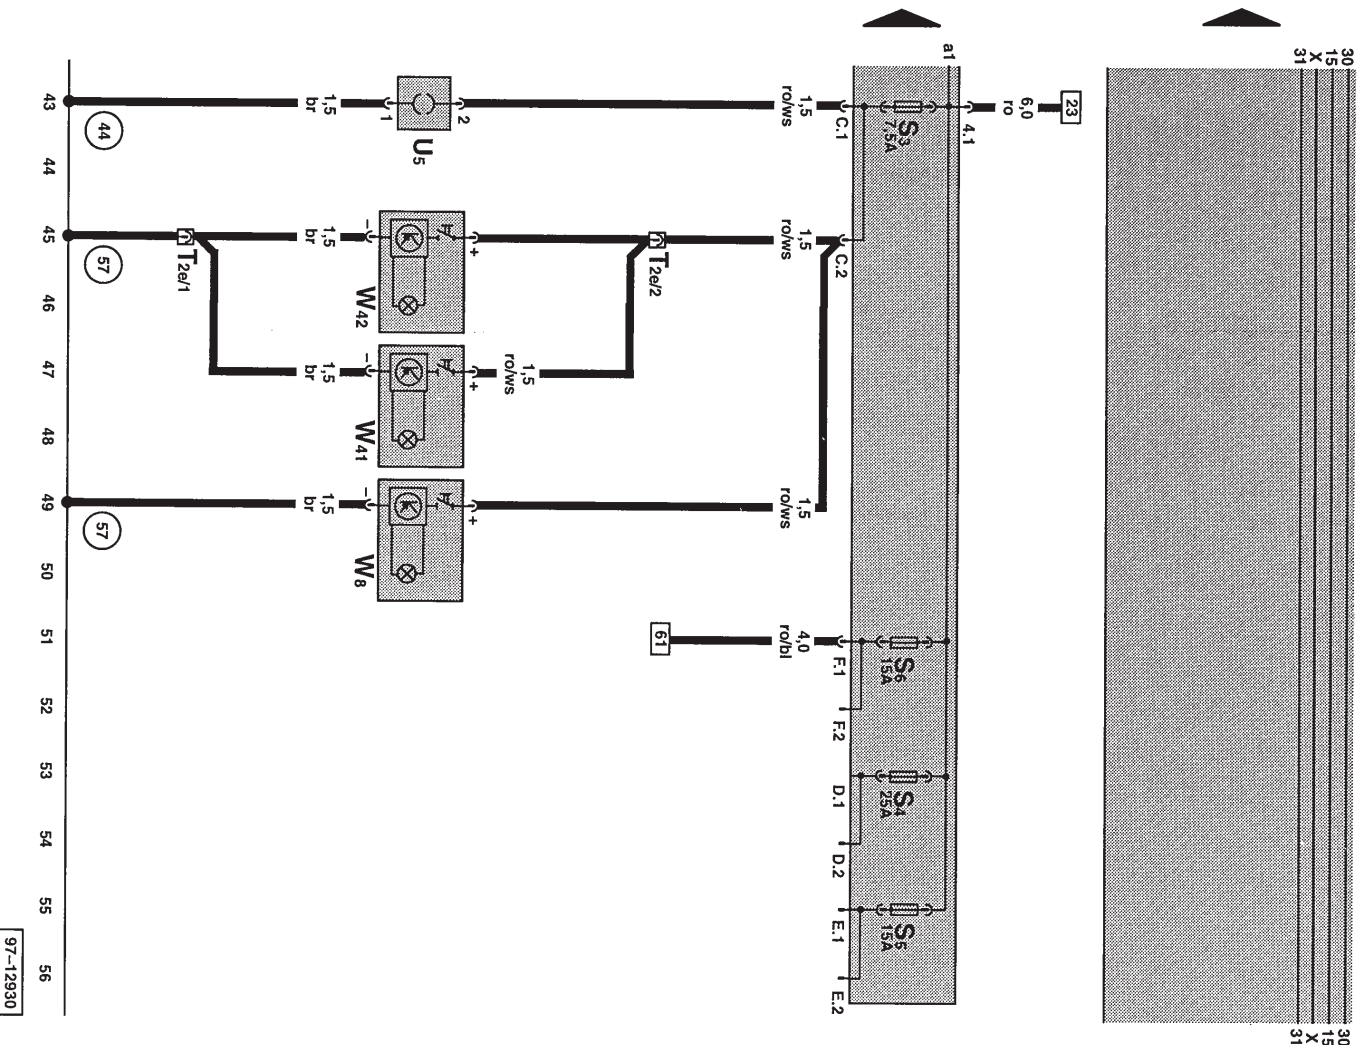 30
15
X
31
30
15
X
31
a1
23
6,0
ro
4.1
S3
7,5A
C.1
1,5
ro/ws
2
U5
1
1,5
br
44
C.2
1,5
ro/ws
T2e/2
+
W42
–
1,5
br
T2e/1
57
1,5
ro/ws
+
W41
–
1,5
br
1,5
ro/ws
+
W8
–
1,5
br
57
S6
15A
F.1
4,0
ro/bl
61
F.2
S4
25A
D.1
D.2
S5
15A
E.1
E.2
43
44
45
46
47
48
49
50
51
52
53
54
55
56
97–12930